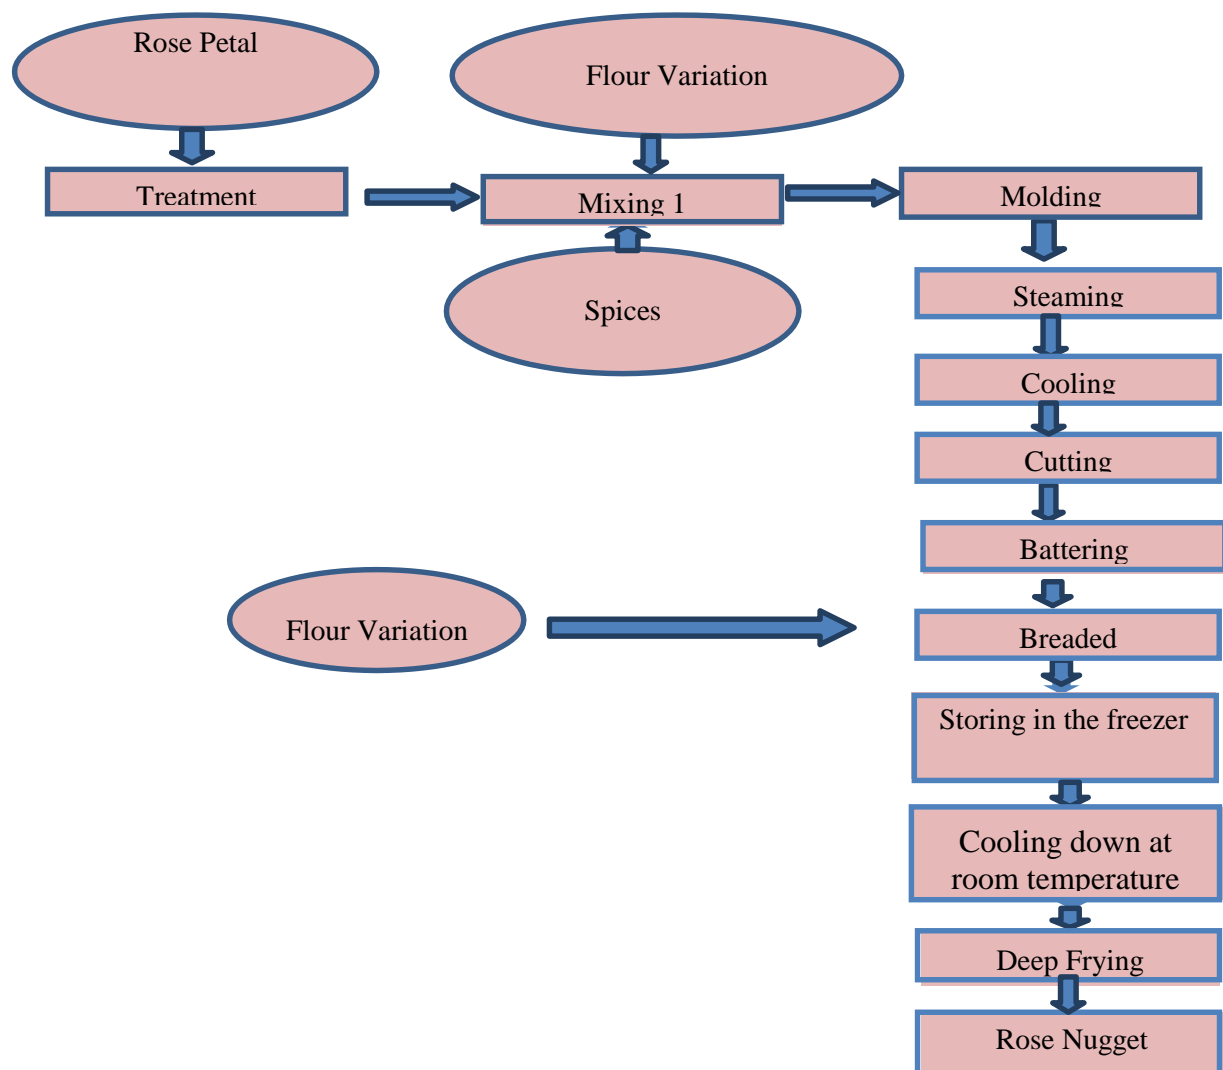 Rose Petal
Flour Variation
Treatment
Mixing 1
Molding
Spices
Steaming
Cooling
Cutting
Battering
Flour Variation
Breaded
Storing in the freezer
Cooling down at
room temperature
Deep Frying
Rose Nugget